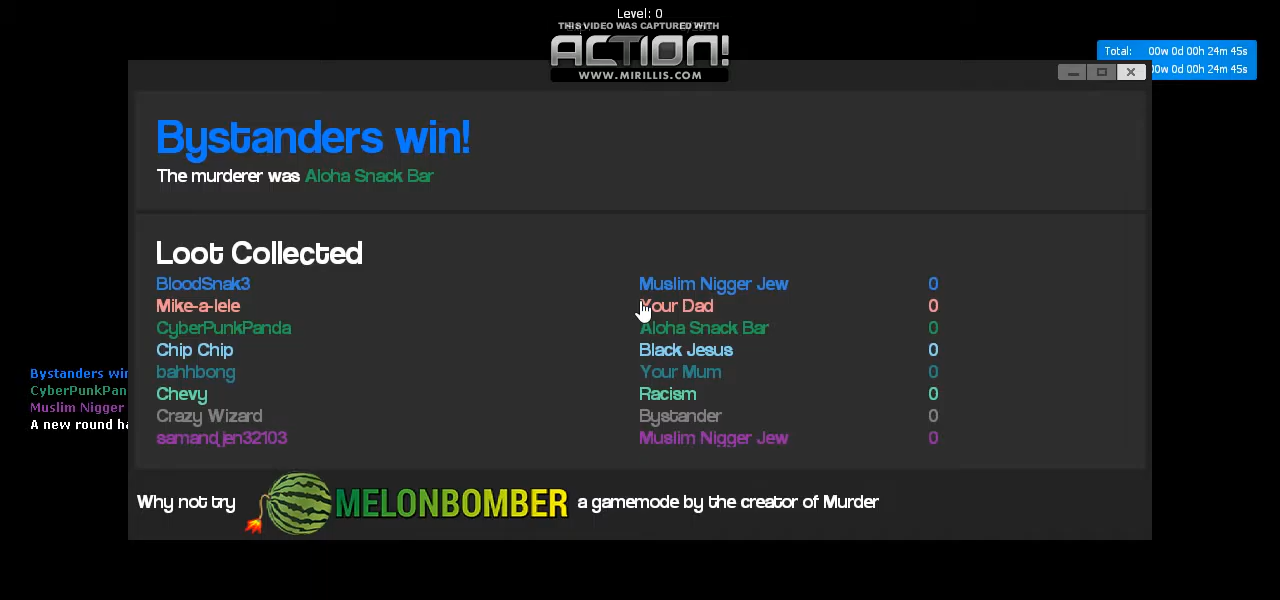 Level: 0
THIS VIDEO WAS CAPTURED WITH
ACTION!
WWW.MIRILLIS.COM
Total: 00w 0d 00h 24m 45s
00w 0d 00h 24m 45s
Bystanders win!
The murderer was Aloha Snack Bar
Loot Collected
BloodSnak3 Muslim Nigger Jew 0
Mike-a-lele Your Dad 0
CyberPunkPanda Aloha Snack Bar 0
Chip Chip Black Jesus 0
bahhbong Your Mum 0
Chevy Racism 0
Crazy Wizard Bystander 0
samand,jen32103 Muslim Nigger Jew 0
Bystanders win
CyberPunkPan
Muslim Nigger
A new round ha
Why not try MELONBOMBER a gamemode by the creator of Murder